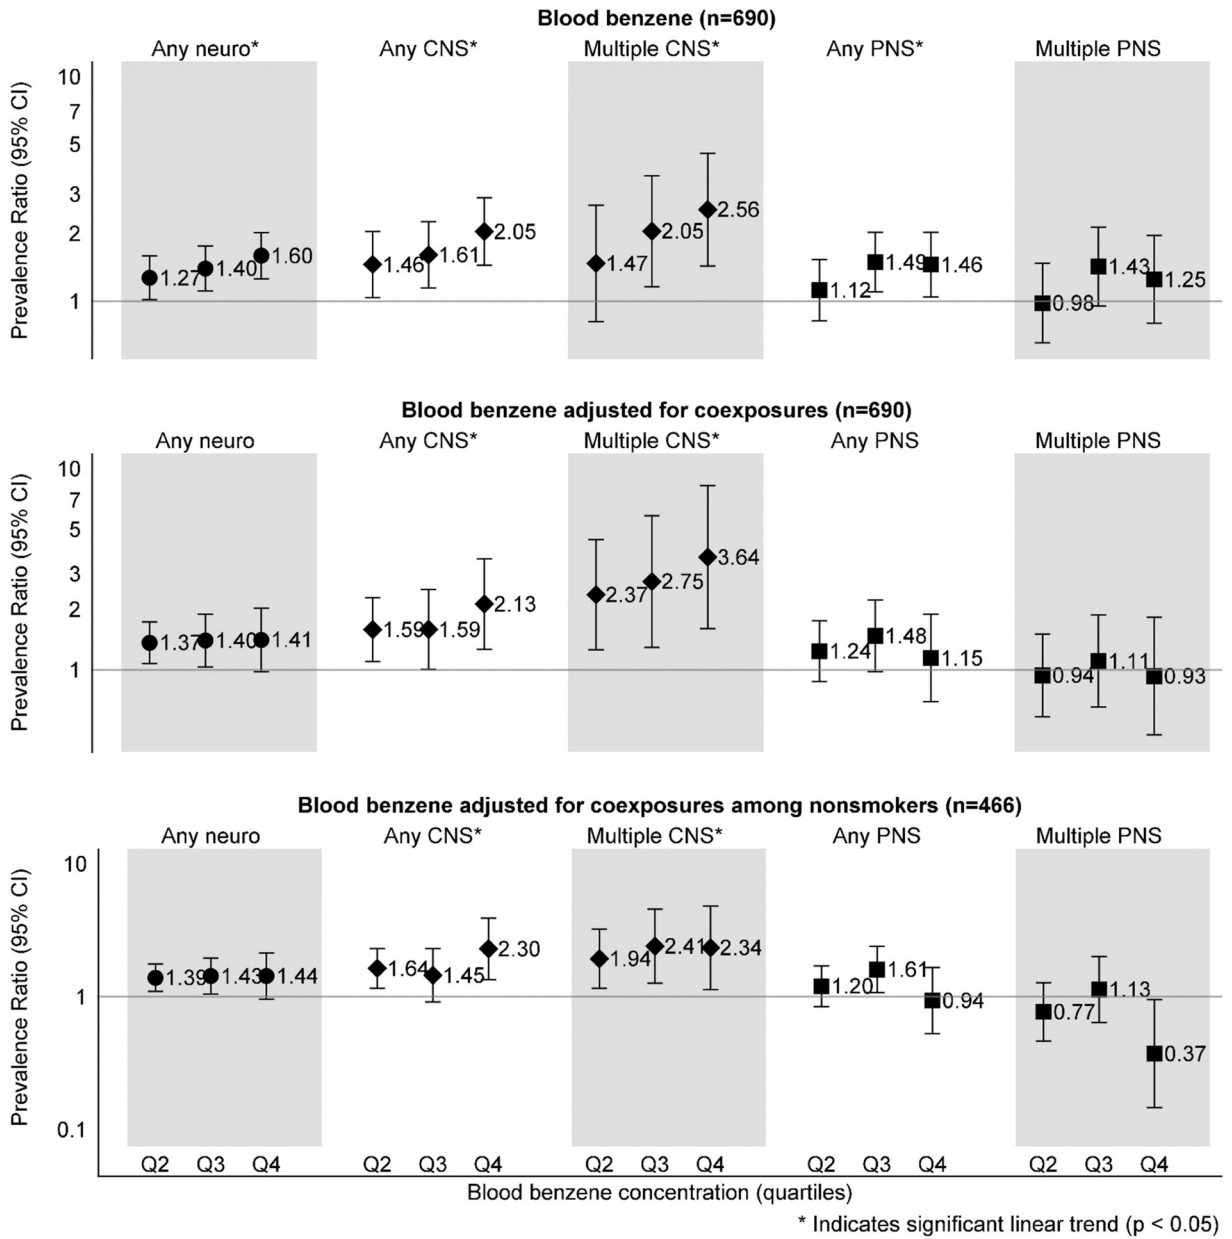 Blood benzene (n=690)
Any neuro* Any CNS* Multiple CNS* Any PNS* Multiple PNS
Prevalence Ratio (95% CI)
10
7
5
3
2
1
1.27 1.40 1.60 1.46 1.61 2.05 1.47 2.05 2.56 1.12 1.49 1.46 0.98 1.43 1.25
Blood benzene adjusted for coexposures (n=690)
Any neuro Any CNS* Multiple CNS* Any PNS Multiple PNS
Prevalence Ratio (95% CI)
10
7
5
3
2
1
1.37 1.40 1.41 1.59 1.59 2.13 2.37 2.75 3.64 1.24 1.48 1.15 0.94 1.11 0.93
Blood benzene adjusted for coexposures among nonsmokers (n=466)
Any neuro Any CNS* Multiple CNS* Any PNS Multiple PNS
Prevalence Ratio (95% CI)
10
1
0.1
1.39 1.43 1.44 1.64 1.45 2.30 1.94 2.41 2.34 1.20 1.61 0.94 0.77 1.13 0.37
Q2 Q3 Q4 Q2 Q3 Q4 Q2 Q3 Q4 Q2 Q3 Q4 Q2 Q3 Q4
Blood benzene concentration (quartiles)
* Indicates significant linear trend (p < 0.05)